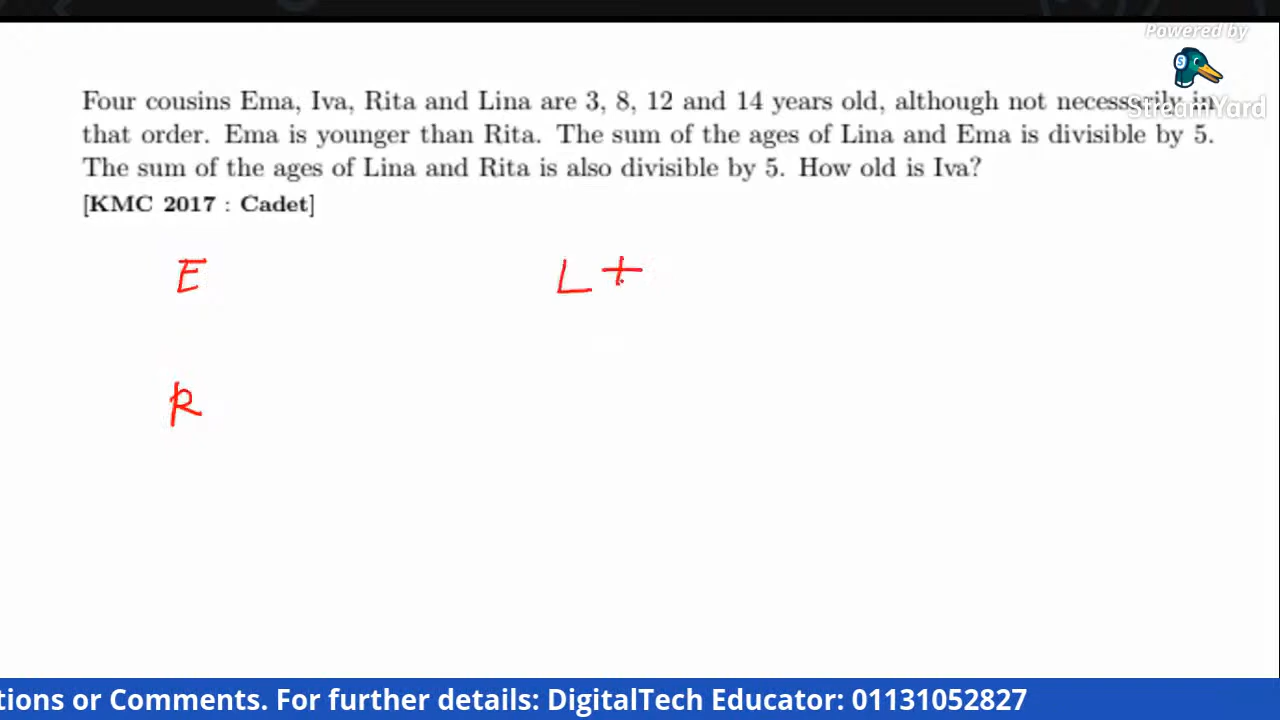 Powered by
StreamYard
Four cousins Ema, Iva, Rita and Lina are 3, 8, 12 and 14 years old, although not necessarily in
that order. Ema is younger than Rita. The sum of the ages of Lina and Ema is divisible by 5.
The sum of the ages of Lina and Rita is also divisible by 5. How old is Iva?
[KMC 2017 : Cadet]
E L +
R
tions or Comments. For further details: DigitalTech Educator: 01131052827